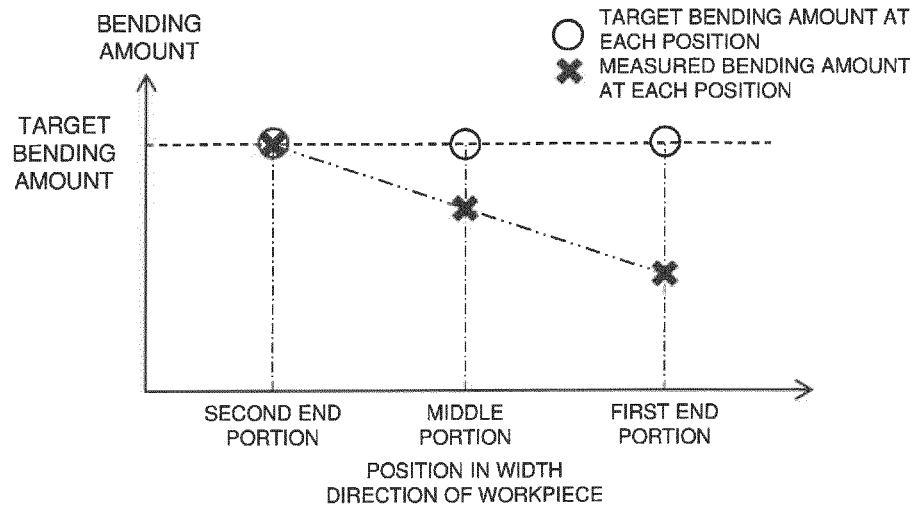 BENDING
AMOUNT
TARGET BENDING AMOUNT AT
EACH POSITION
MEASURED BENDING AMOUNT
AT EACH POSITION
TARGET
BENDING
AMOUNT
SECOND END
PORTION
MIDDLE
PORTION
FIRST END
PORTION
POSITION IN WIDTH
DIRECTION OF WORKPIECE